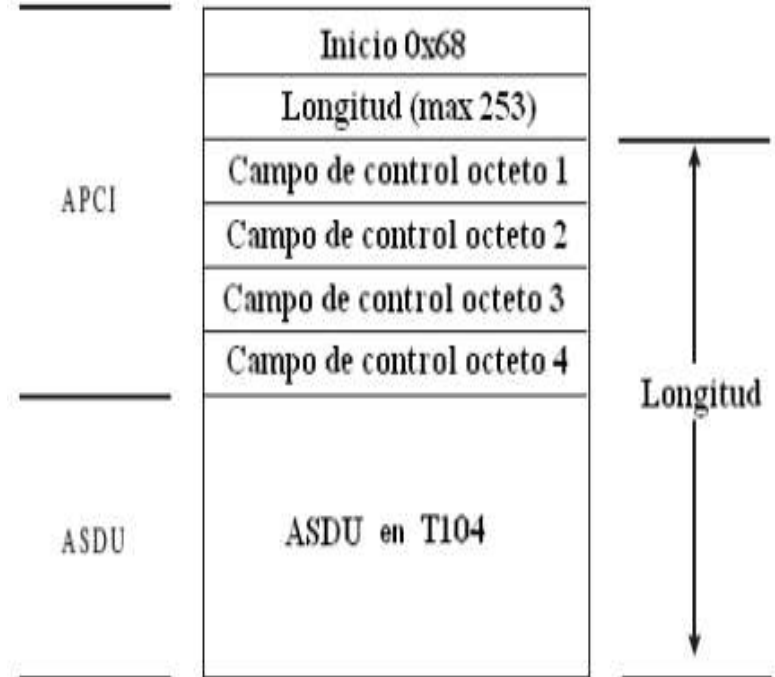 Inicio 0x68
Longitud (max 253)
Campo de control octeto 1
APCI
Campo de control octeto 2
Campo de control octeto 3
Campo de control octeto 4
Longitud
ASDU
ASDU en T104